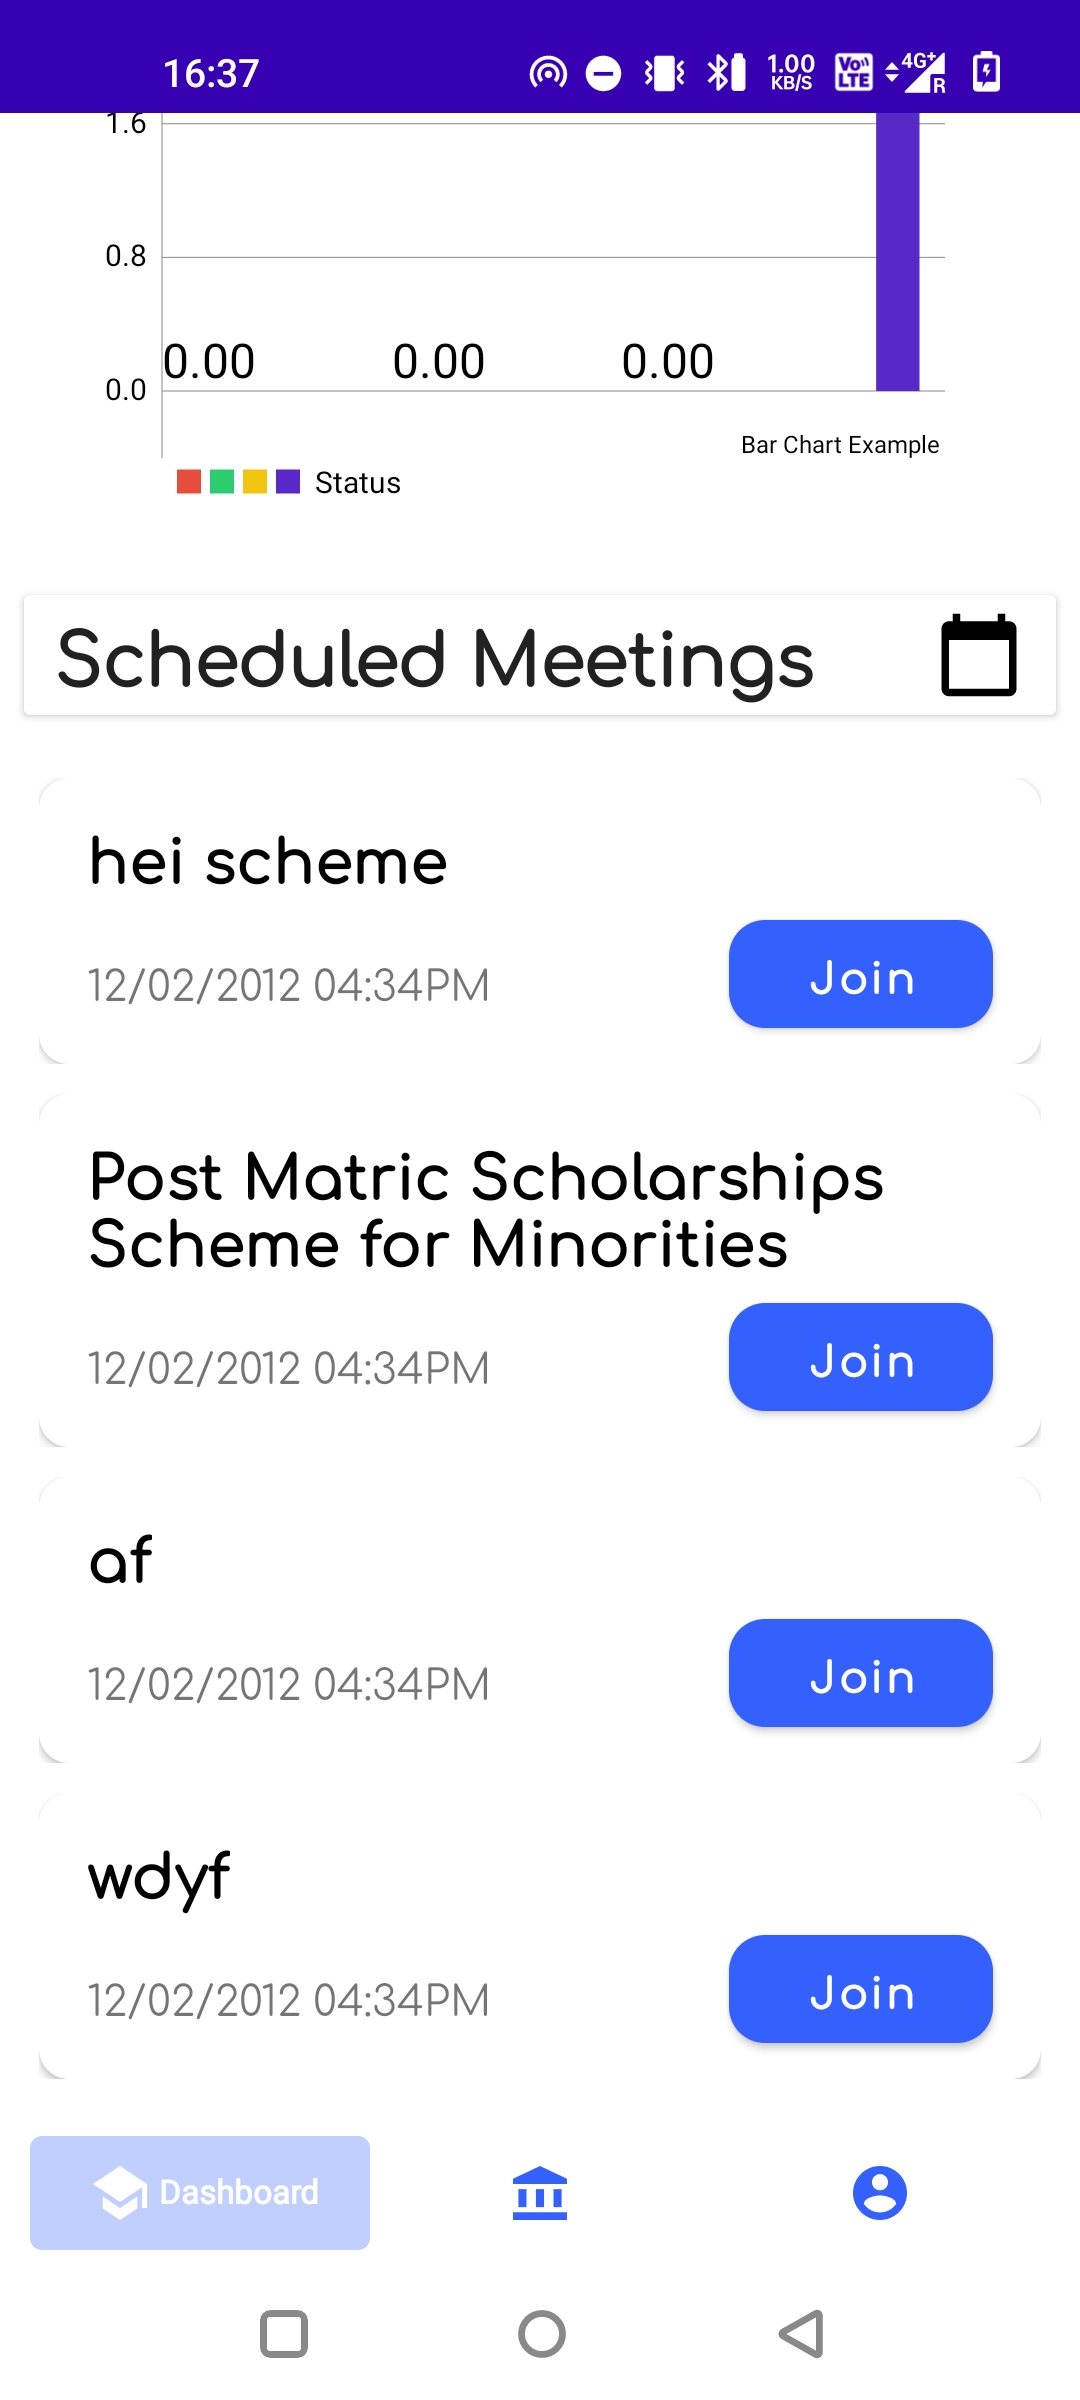 16:37
1.00
KB/S
Vo))
LTE
4G+
R
1.6
0.8
0.00 0.00 0.00
0.0
Bar Chart Example
Status
Scheduled Meetings
hei scheme
12/02/2012 04:34PM
Join
Post Matric Scholarships
Scheme for Minorities
12/02/2012 04:34PM
Join
af
12/02/2012 04:34PM
Join
wdyf
12/02/2012 04:34PM
Join
Dashboard